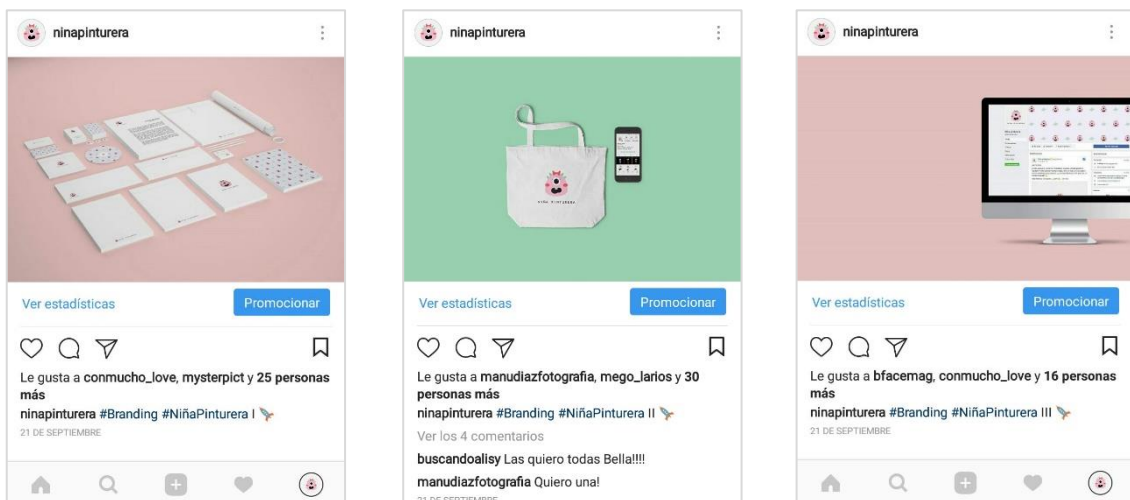 ninapinturera
Ver estadísticas
Promocionar
Le gusta a conmucho_love, mysterpict y 25 personas
más
ninapinturera #Branding #NiñaPinturera I
21 DE SEPTIEMBRE
ninapinturera
NIÑA PINTURERA
Ver estadísticas
Promocionar
Le gusta a manudiazfotografia, mego_larios y 30
personas más
ninapinturera #Branding #NiñaPinturera II
Ver los 4 comentarios
buscandoalisy Las quiero todas Bella!!!!
manudiazfotografia Quiero una!
21 DE SEPTIEMBRE
ninapinturera
Ver estadísticas
Promocionar
Le gusta a bfacemag, conmucho_love y 16 personas
más
ninapinturera #Branding #NiñaPinturera III
21 DE SEPTIEMBRE